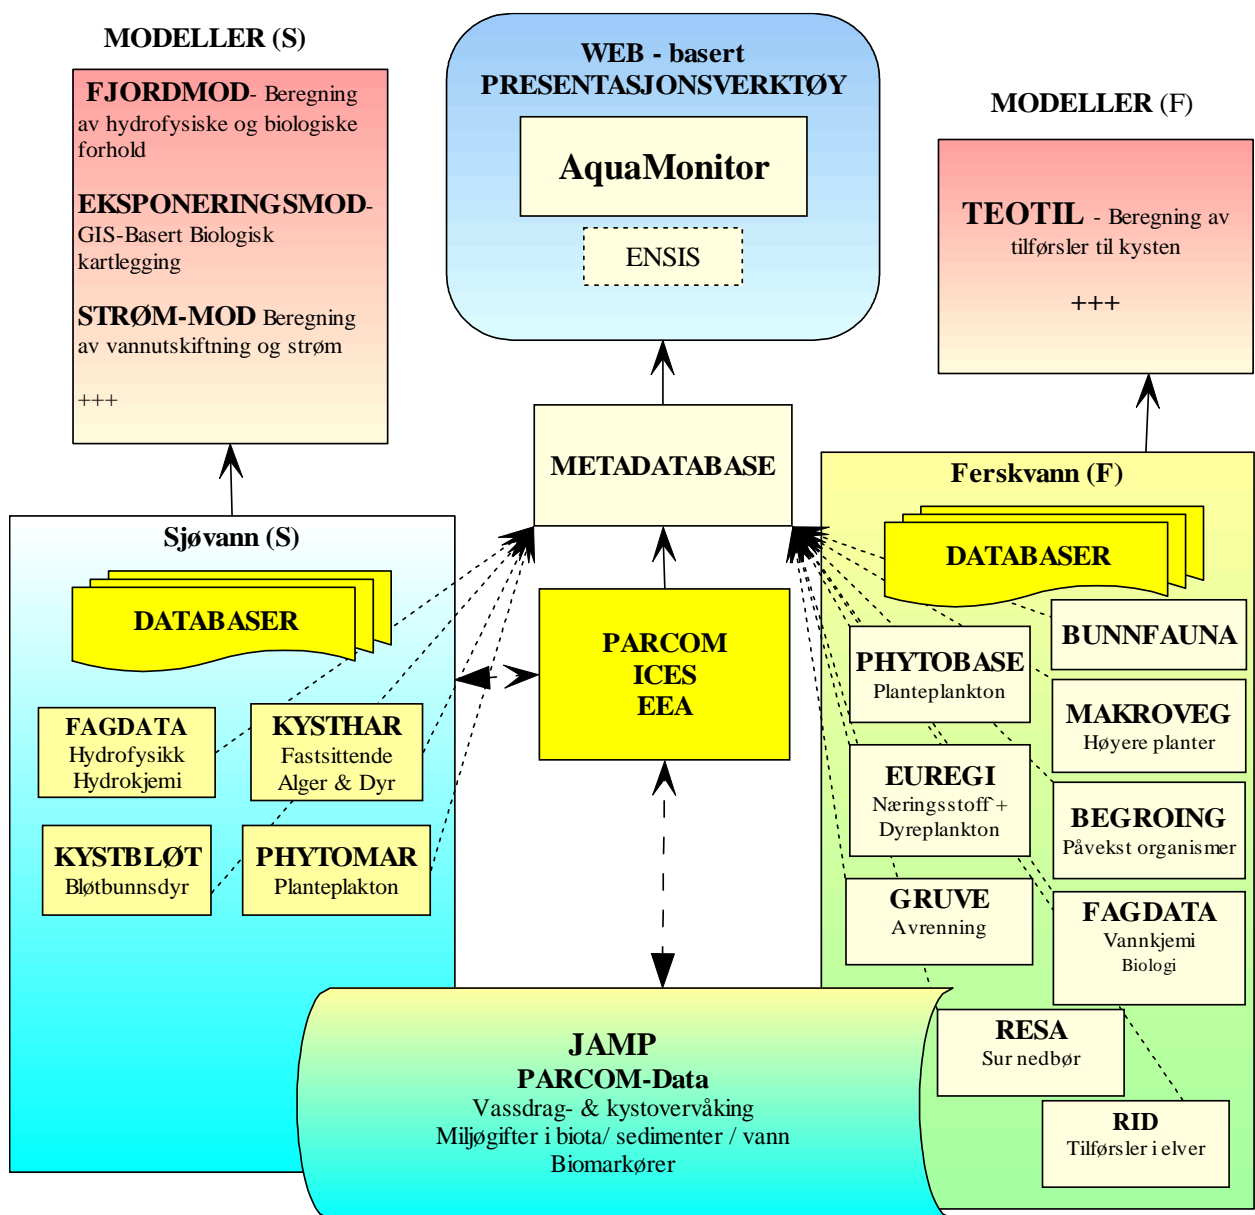 MODELLER (S)
FJORDMOD- Beregning
av hydrofysiske og biologiske
forhold
EKSPONERINGSMOD-
GIS-Basert Biologisk
kartlegging
STRØM-MOD Beregning
av vannutskiftning og strøm
+++
WEB - basert
PRESENTASJONSVERKTØY
AquaMonitor
ENSIS
MODELLER (F)
TEOTIL - Beregning av
tilførsler til kysten
+++
METADATABASE
Sjøvann (S)
DATABASER
FAGDATA
Hydrofysikk
Hydrokjemi
KYSTHAR
Fastsittende
Alger & Dyr
KYSTBLØT
Bløtbunnsdyr
PHYTOMAR
Planteplakton
PARCOM
ICES
EEA
Ferskvann (F)
DATABASER
BUNNFAUNA
PHYTOBASE
Planteplankton
MAKROVEG
Høyere planter
EUREGI
Næringsstoff +
Dyreplankton
BEGROING
Påvekst organismer
GRUVE
Avrenning
FAGDATA
Vannkjemi
Biologi
RESA
Sur nedbør
RID
Tilførsler i elver
JAMP
PARCOM-Data
Vassdrag- & kystovervåking
Miljøgifter i biota/ sedimenter / vann
Biomarkører